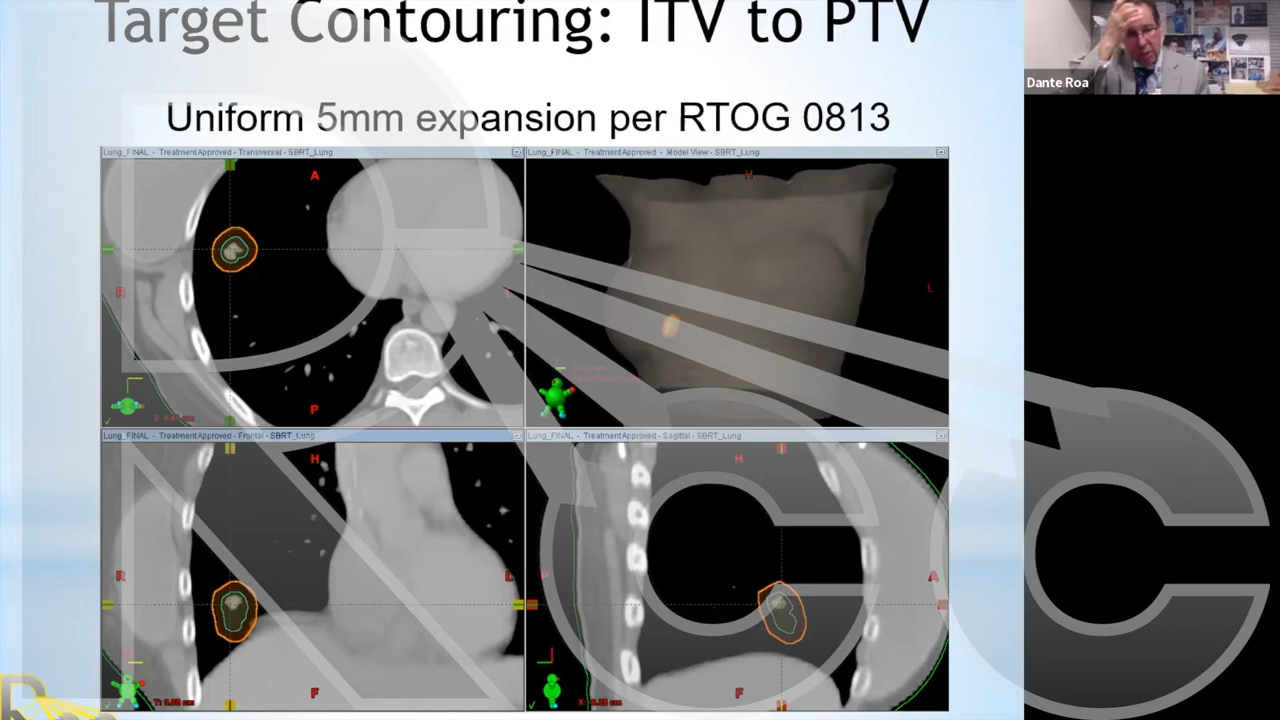 Target Contouring: ITV to PTV
Dante Roa
Uniform 5mm expansion per RTOG 0813
Lung_FINAL - TreatmentApproved - Transversal - SBRT_Lung
Lung_FINAL - TreatmentApproved - Model View - SBRT_Lung
A
H
R
L
L
P
Lung_FINAL - TreatmentApproved - Frontal - SBRT_Lung
Lung_FINAL - TreatmentApproved - Sagittal - SBRT_Lung
H
H
R
L
P
A
F
F